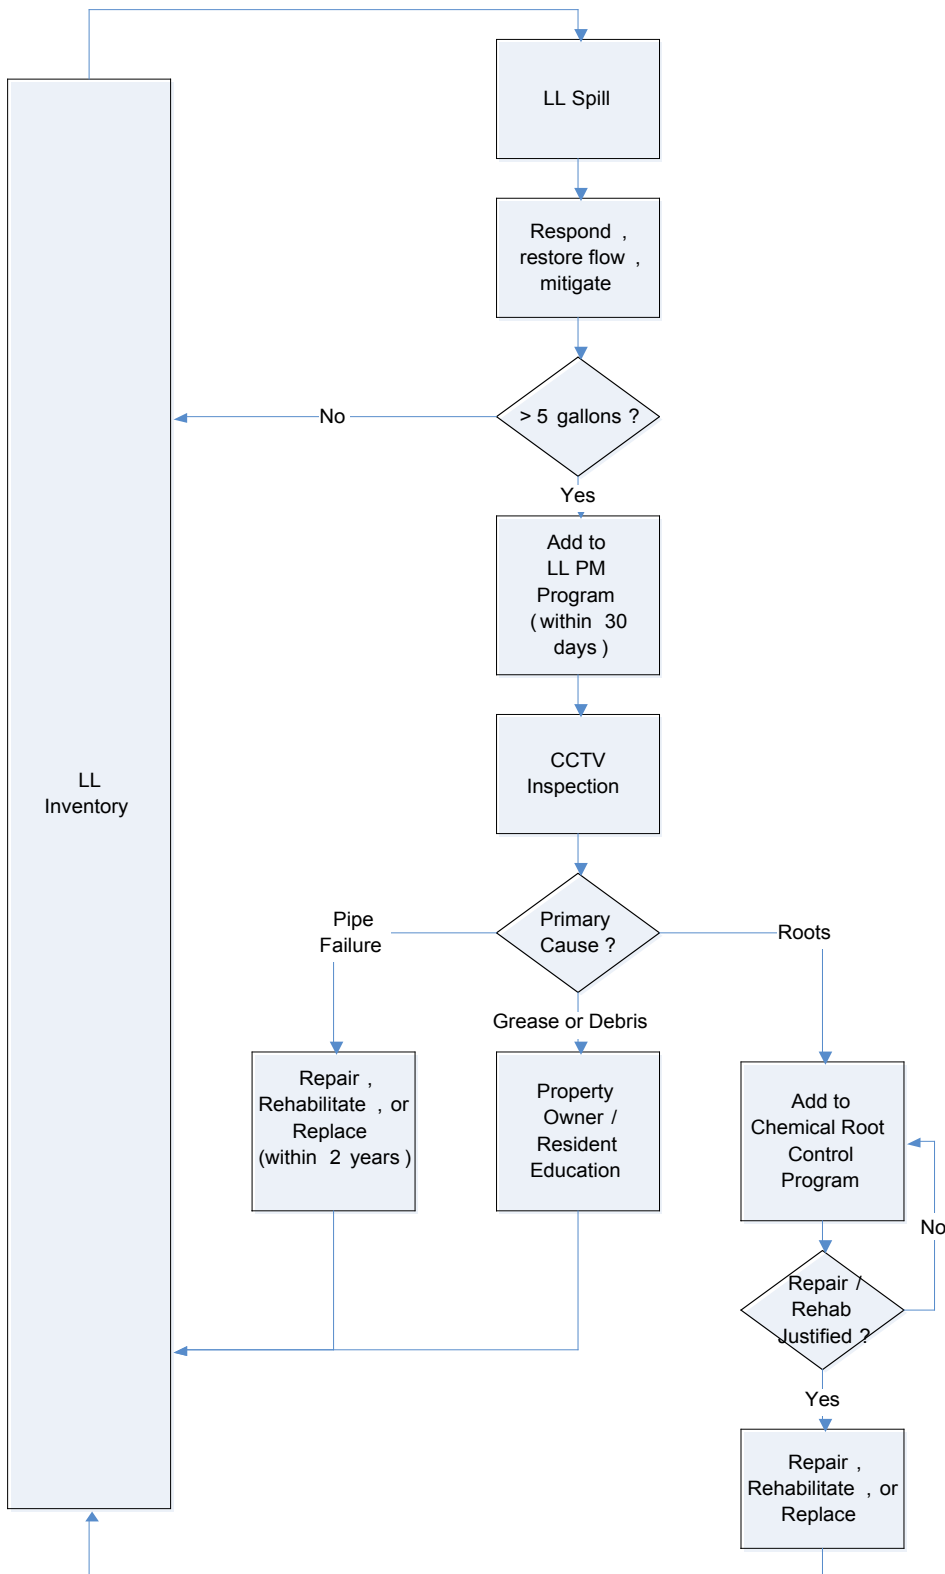 LL Spill
Respond ,
restore flow ,
mitigate
> 5 gallons ?
No
Yes
Add to
LL PM
Program
( within 30
days )
LL
Inventory
CCTV
Inspection
Primary
Cause ?
Pipe
Failure
Roots
Grease or Debris
Repair ,
Rehabilitate , or
Replace
(within 2 years )
Property
Owner /
Resident
Education
Add to
Chemical Root
Control
Program
No
Repair /
Rehab
Justified ?
Yes
Repair ,
Rehabilitate , or
Replace